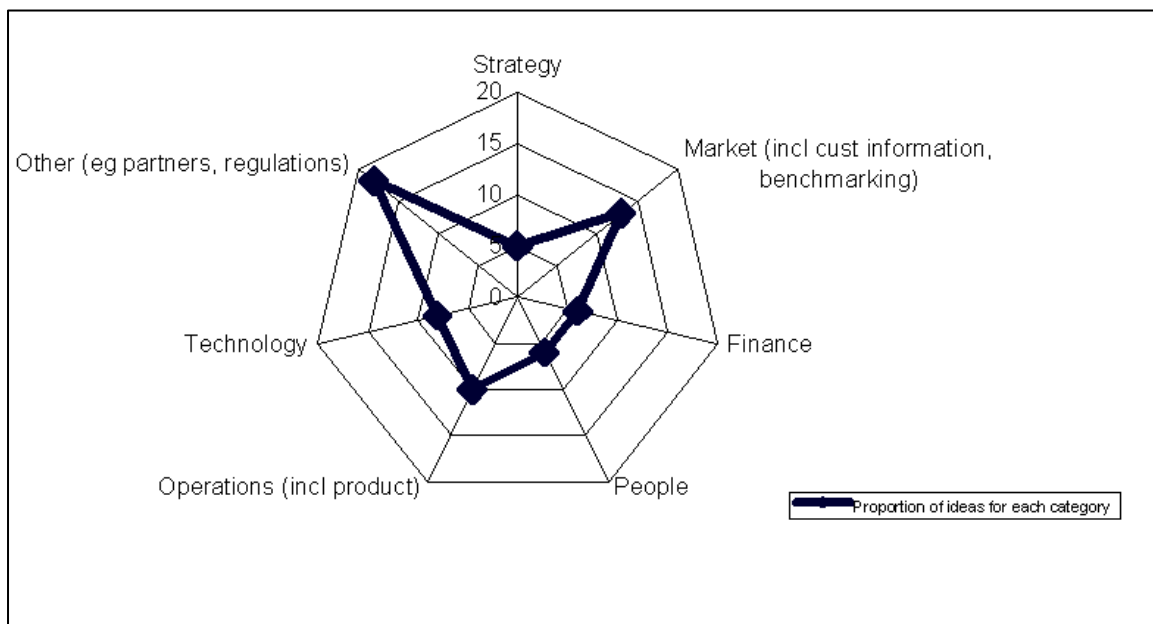 Strategy
20
15
10
5
0
Market (incl cust information,
benchmarking)
Other (eg partners, regulations)
Technology
Finance
Operations (incl product)
People
Proportion of ideas for each category